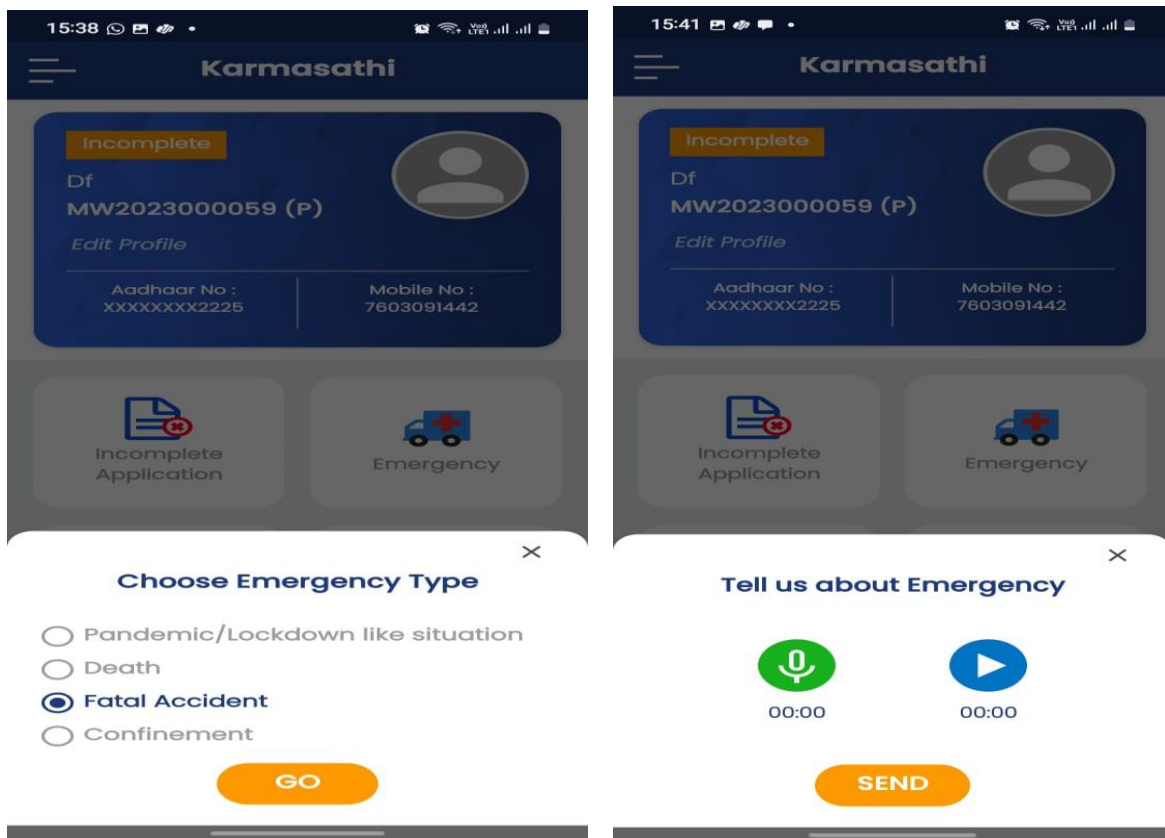 15:38
Karmasathi
Incomplete
Df
MW2023000059 (P)
Edit Profile
Aadhaar No :
XXXXXXXX2225
Mobile No :
7603091442
Incomplete
Application
Emergency
Choose Emergency Type
Pandemic/Lockdown like situation
Death
Fatal Accident
Confinement
GO
15:41
Karmasathi
Incomplete
Df
MW2023000059 (P)
Edit Profile
Aadhaar No :
XXXXXXXX2225
Mobile No :
7603091442
Incomplete
Application
Emergency
Tell us about Emergency
00:00
00:00
SEND